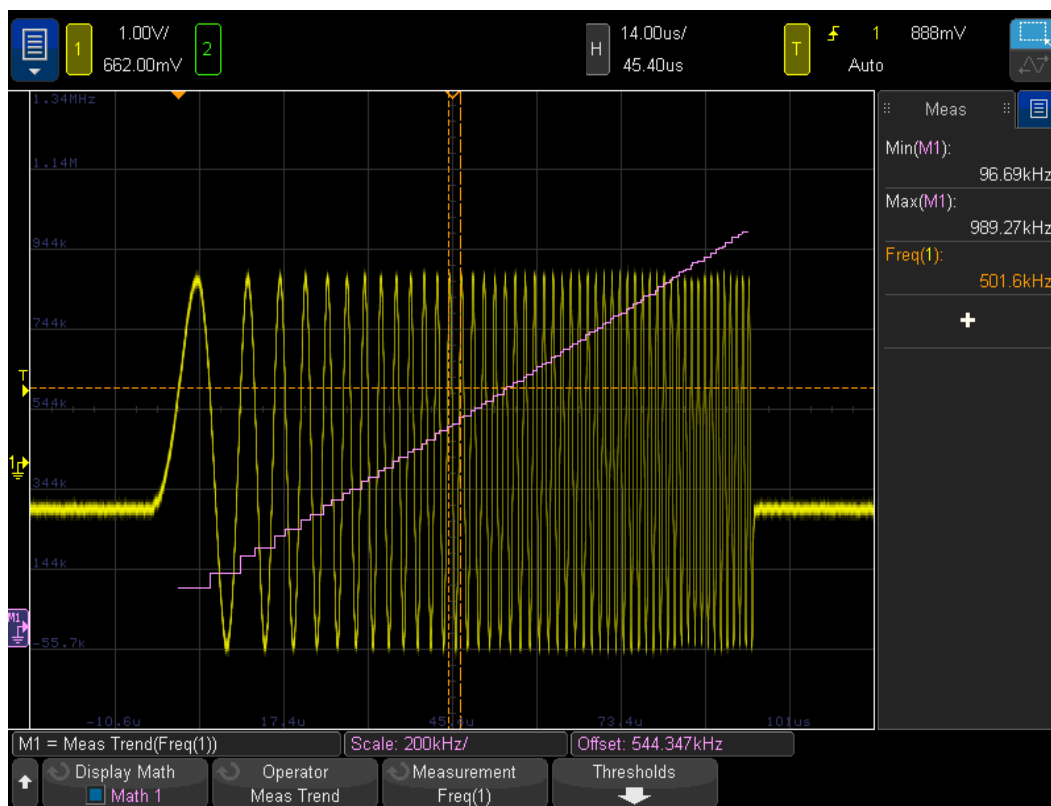 1
1.00V/
662.00mV
2
H
14.00us/
45.40us
T
1
888mV
Auto
1.34MHz
1.14M
944k
744k
544k
344k
144k
-55.7k
T
1
M1
-10.6u
17.4u
73.4u
101us
Meas
Min(M1):
96.69kHz
Max(M1):
989.27kHz
Freq(1):
501.6kHz
+
M1 = Meas Trend(Freq(1))
Scale: 200kHz/
Offset: 544.347kHz
Display Math
Math 1
Operator
Meas Trend
Measurement
Freq(1)
Thresholds